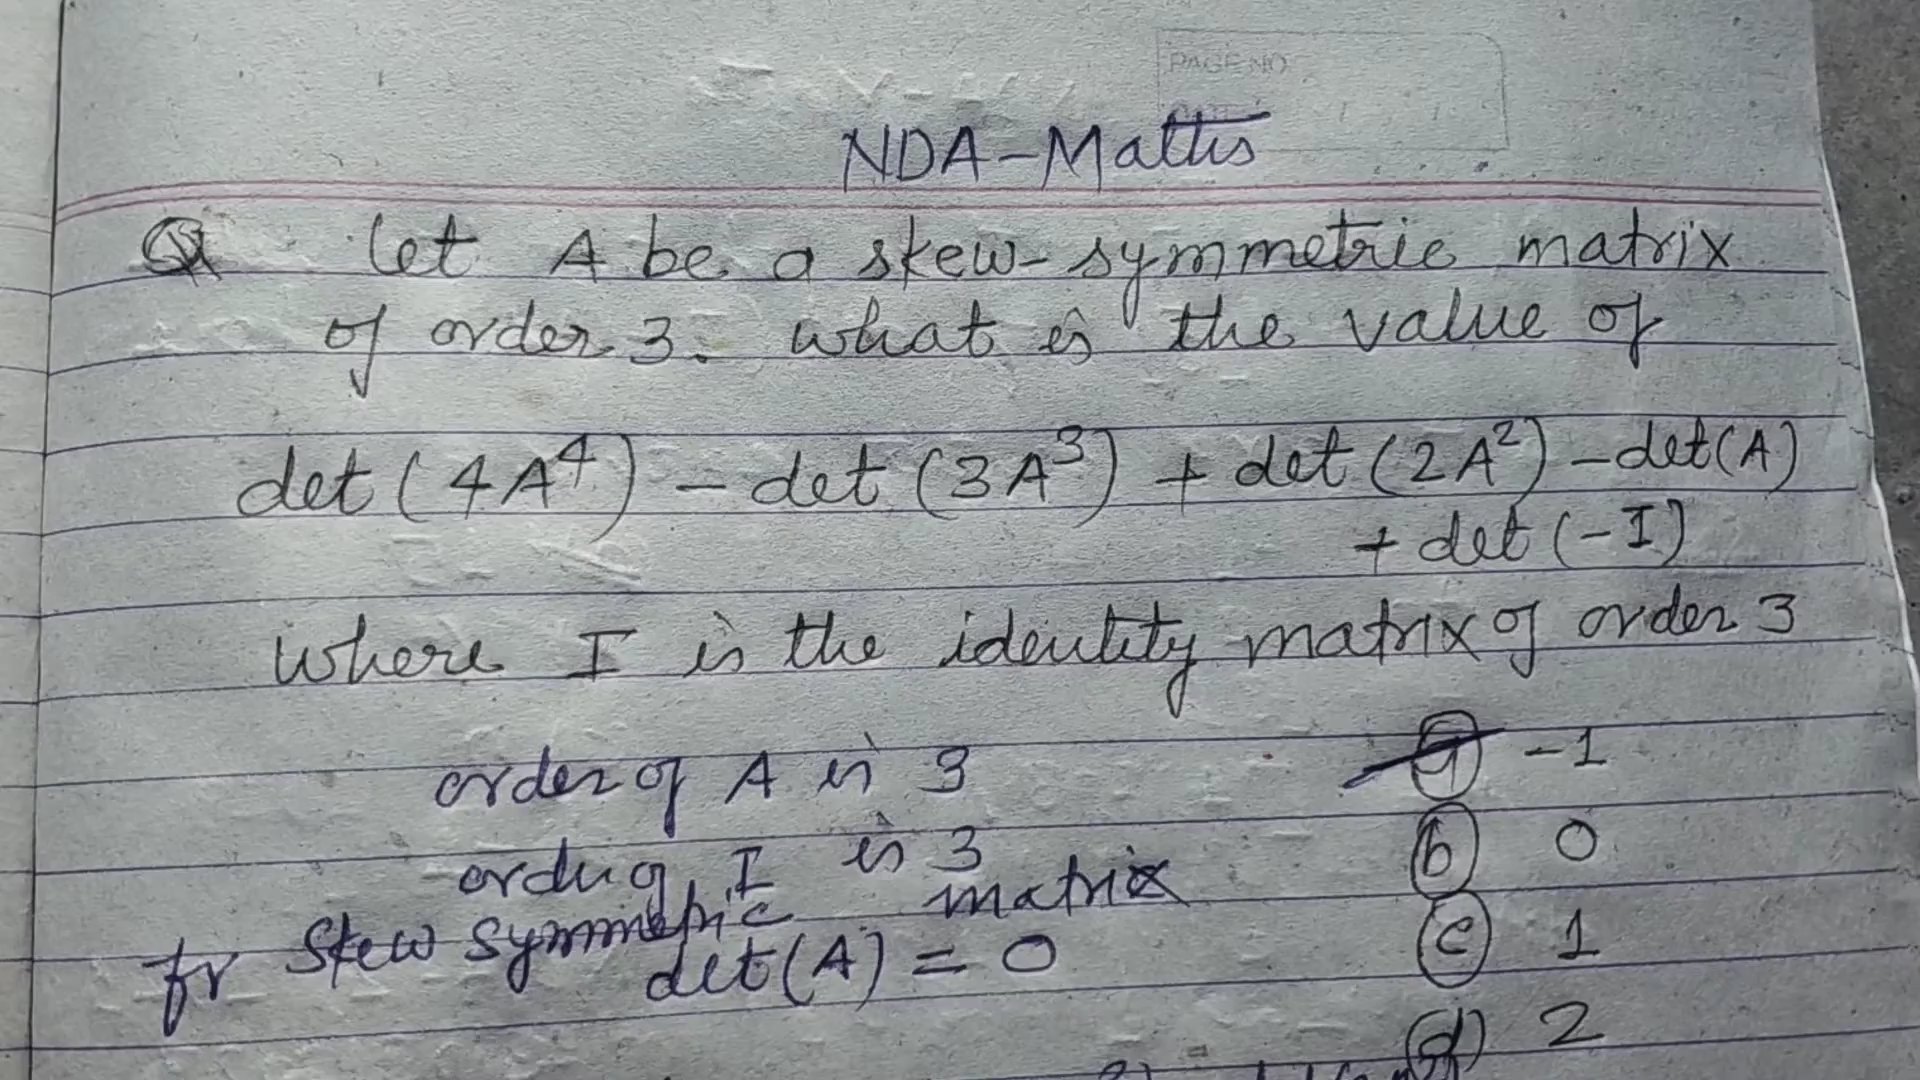 PAGE NO
NDA-Maths
Q let A be a skew-symmetric matrix
of order 3. what is the value of
det (4A⁴) - det (3A³) + det (2A²) - det(A)
+ det (-I)
where I is the identity matrix of order 3
order of A is 3
a -1
order of I is 3
b 0
for skew symmetric matrix
c 1
det(A) = 0
d) 2